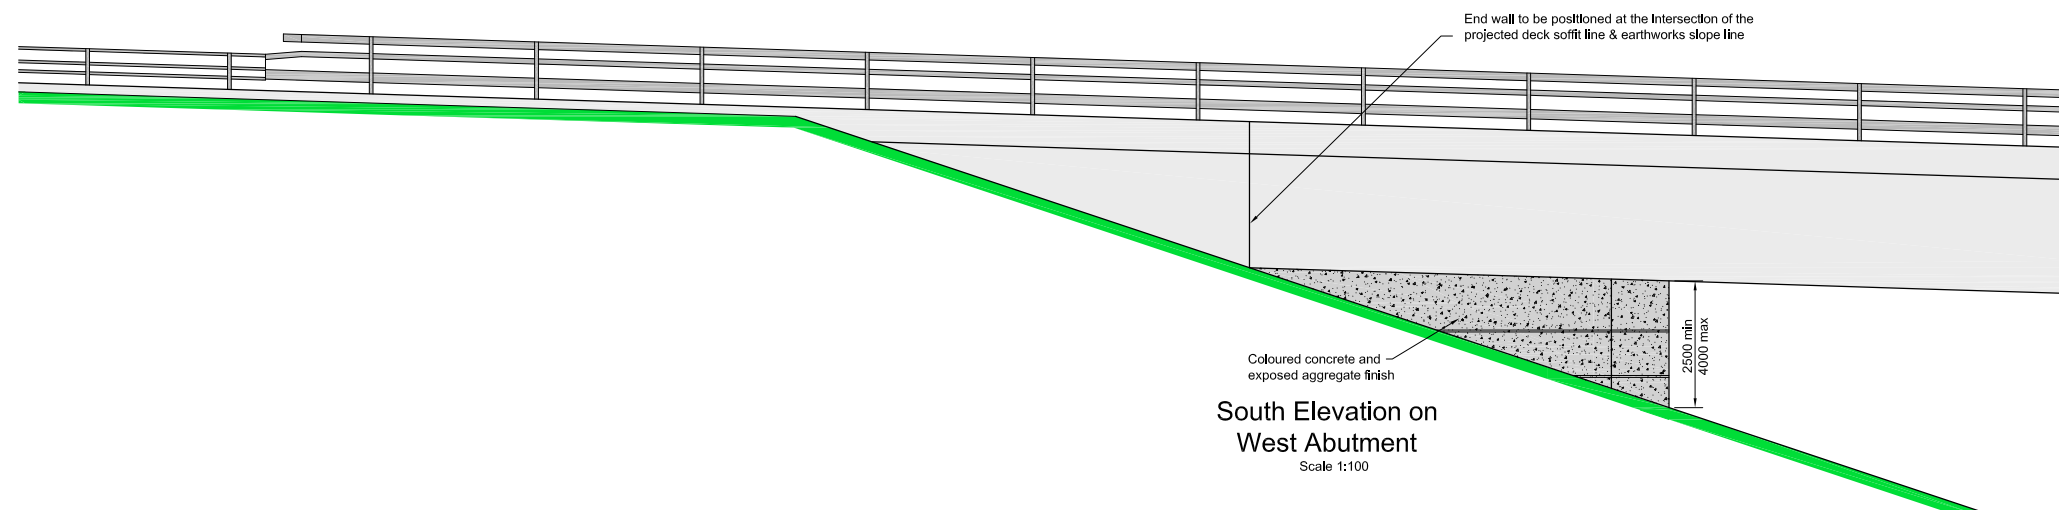 End wall to be positioned at the intersection of the
projected deck soffit line & earthworks slope line
2500 min
4000 max
Coloured concrete and
exposed aggregate finish
South Elevation on
West Abutment
Scale 1:100